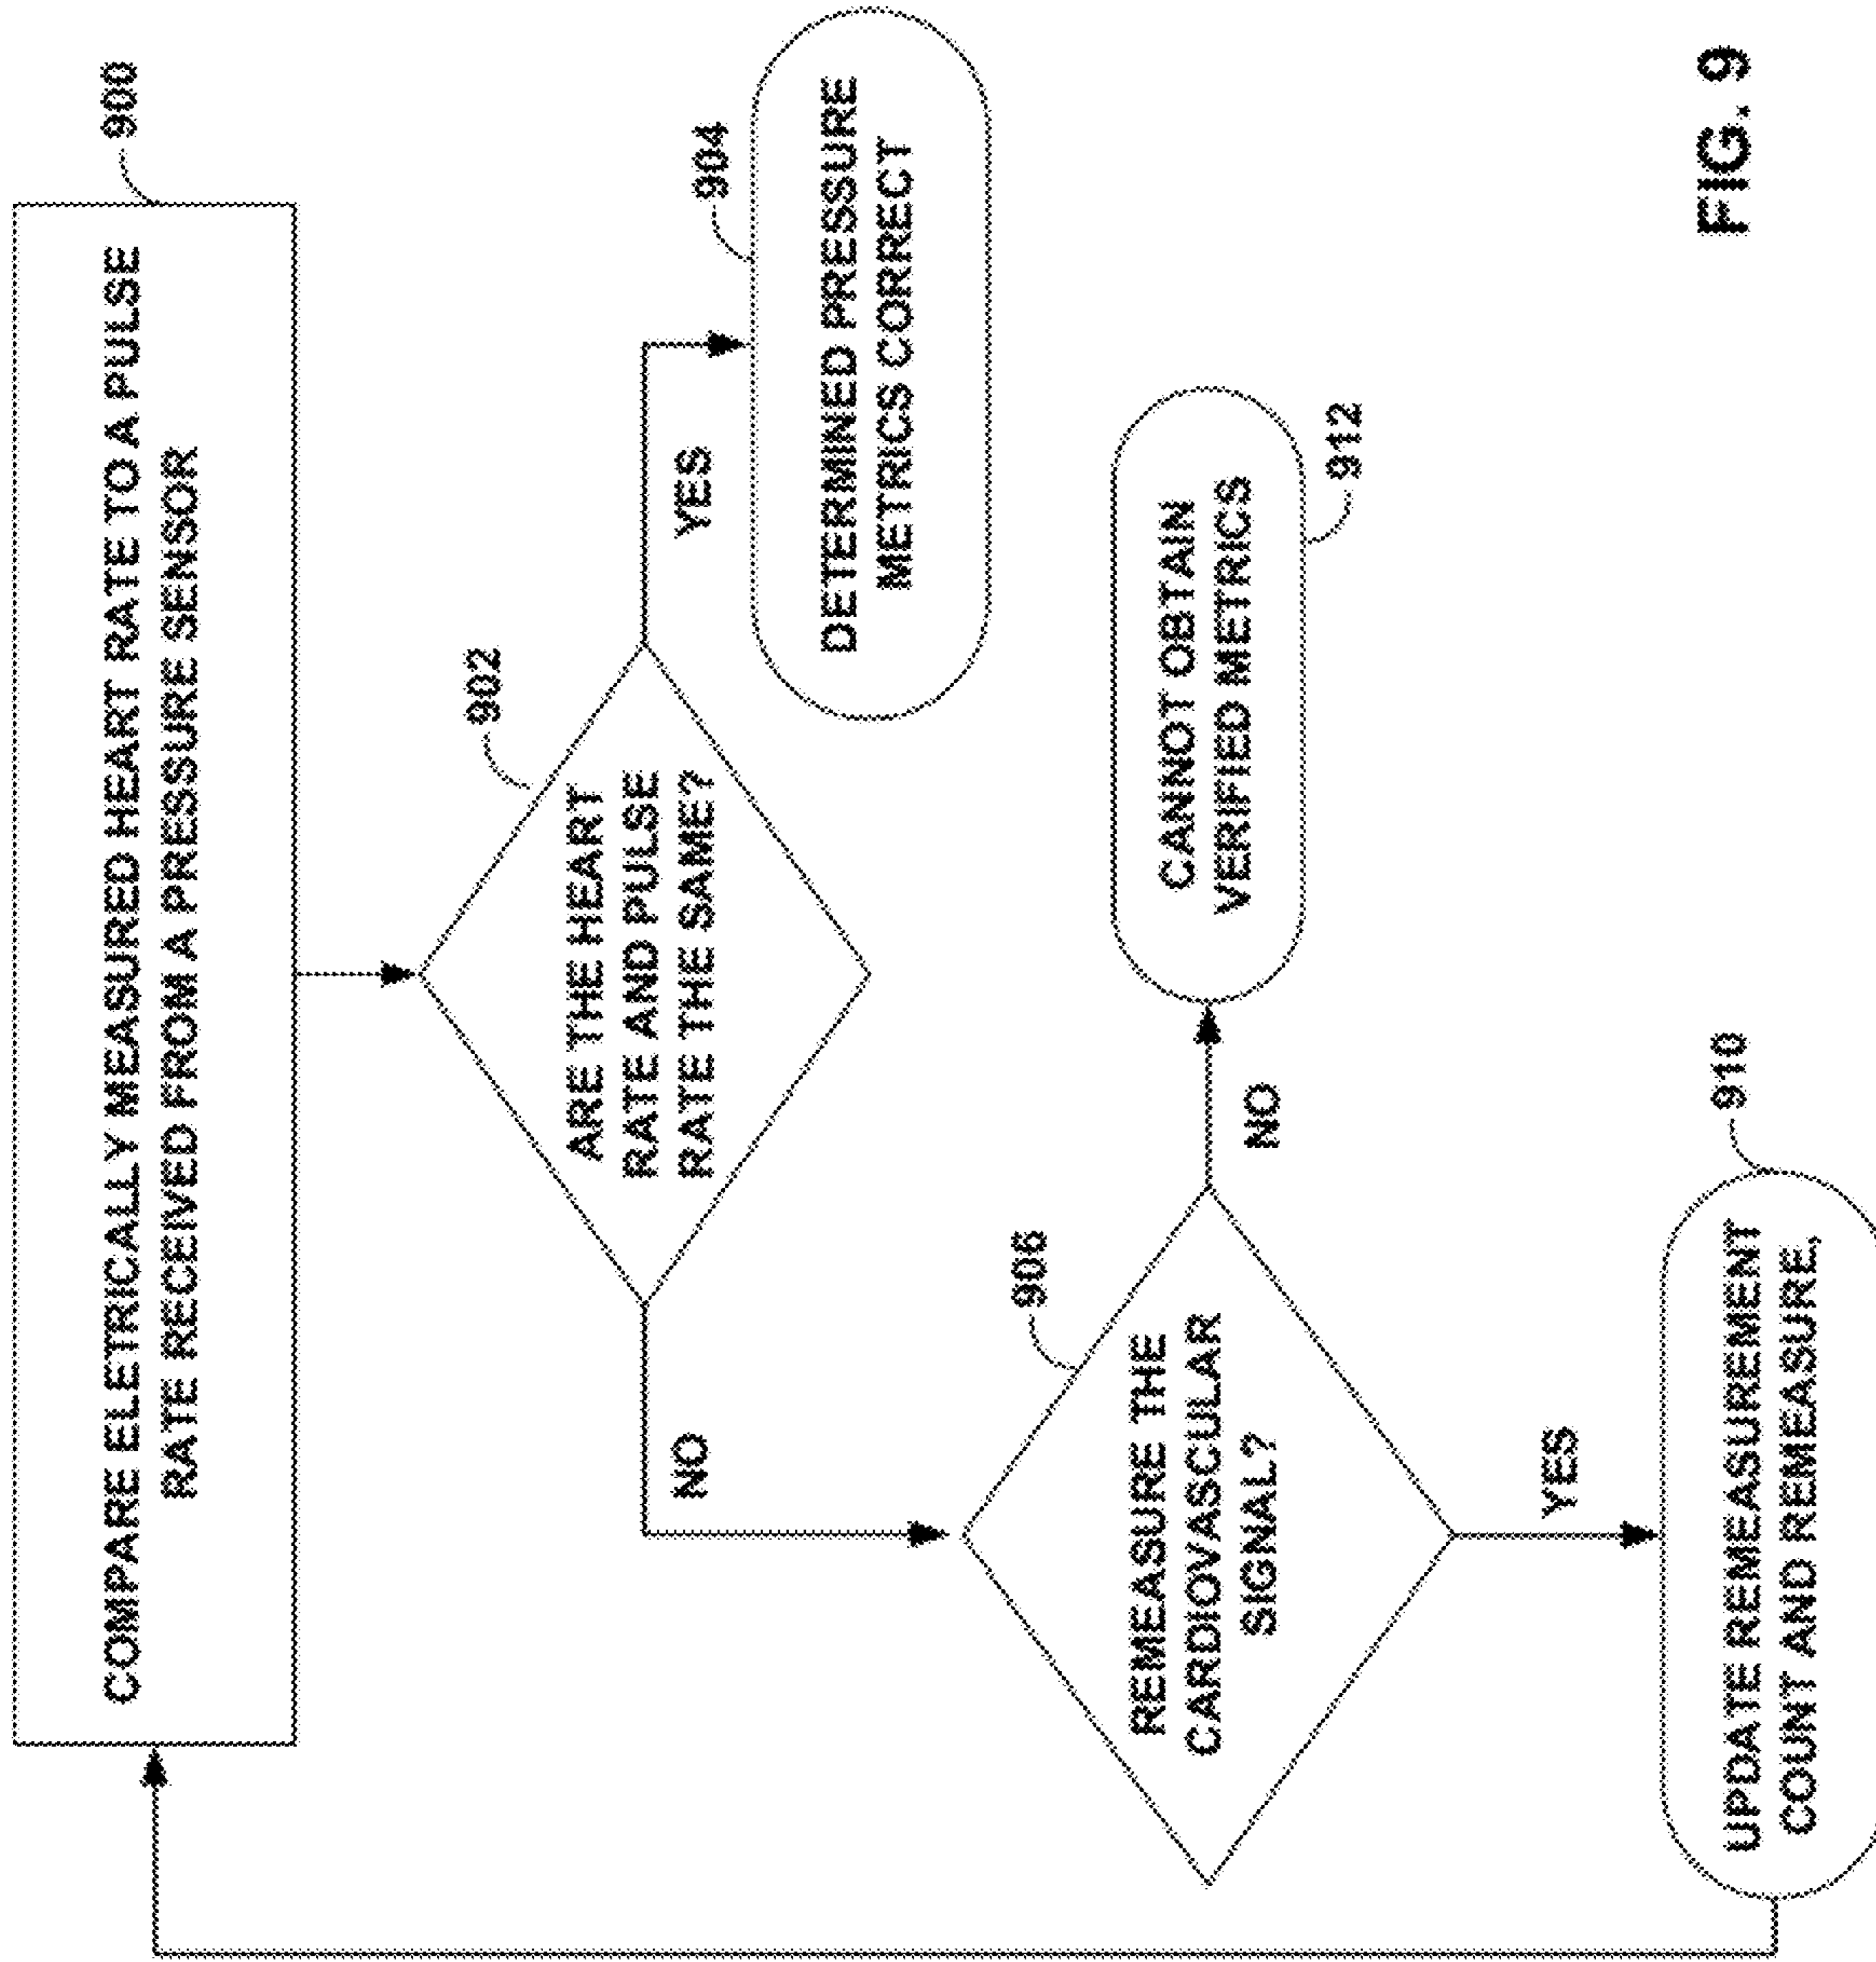 COMPARE ELETRICALLY MEASURED HEART RATE TO A PULSE
RATE RECEIVED FROM A PRESSURE SENSOR
900
ARE THE HEART
RATE AND PULSE
RATE THE SAME?
902
YES
DETERMINED PRESSURE
METRICS CORRECT
904
NO
REMEASURE THE
CARDIOVASCULAR
SIGNAL?
906
NO
CANNOT OBTAIN
VERIFIED METRICS
912
YES
UPDATE REMEASUREMENT
COUNT AND REMEASURE,
910
FIG. 9